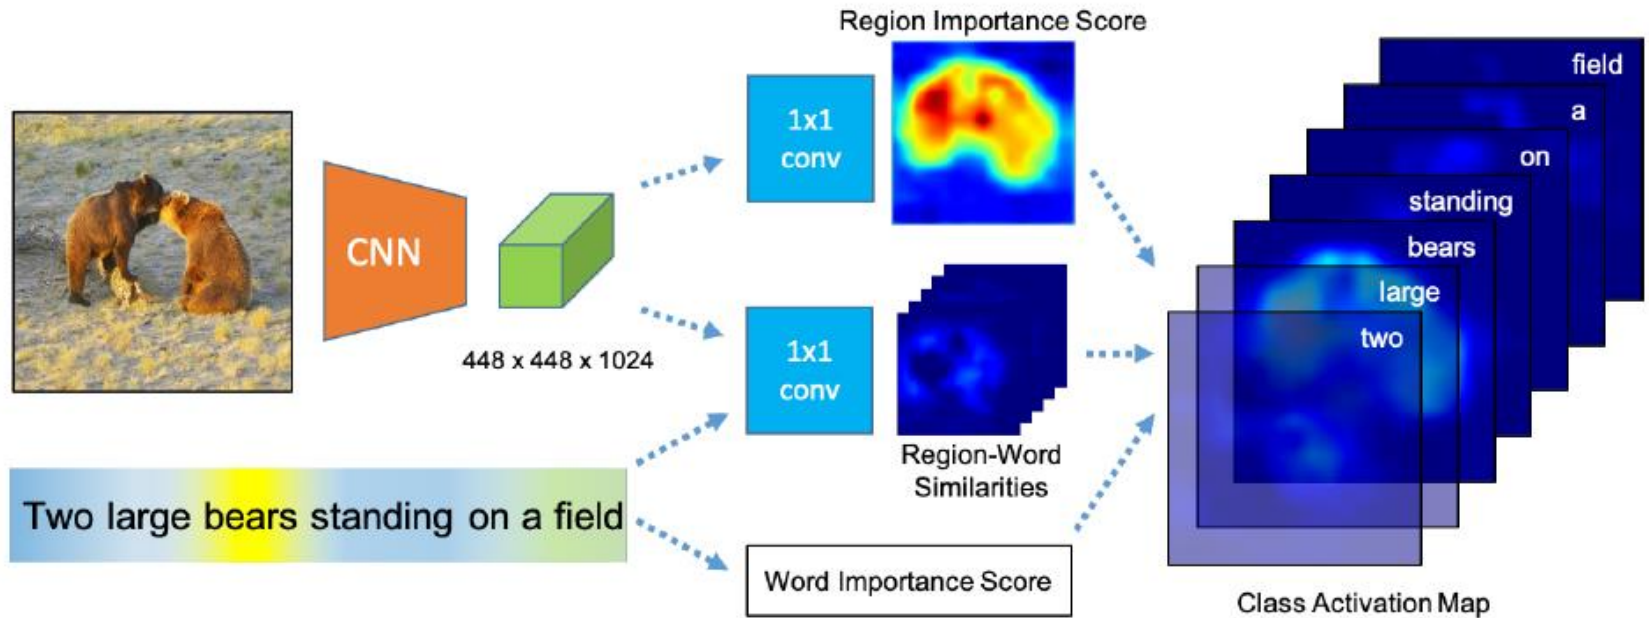 Region Importance Score
1x1
conv
CNN
448 x 448 x 1024
1x1
conv
Region-Word
Similarities
Two large bears standing on a field
Word Importance Score
field
a
on
standing
bears
large
two
Class Activation Map